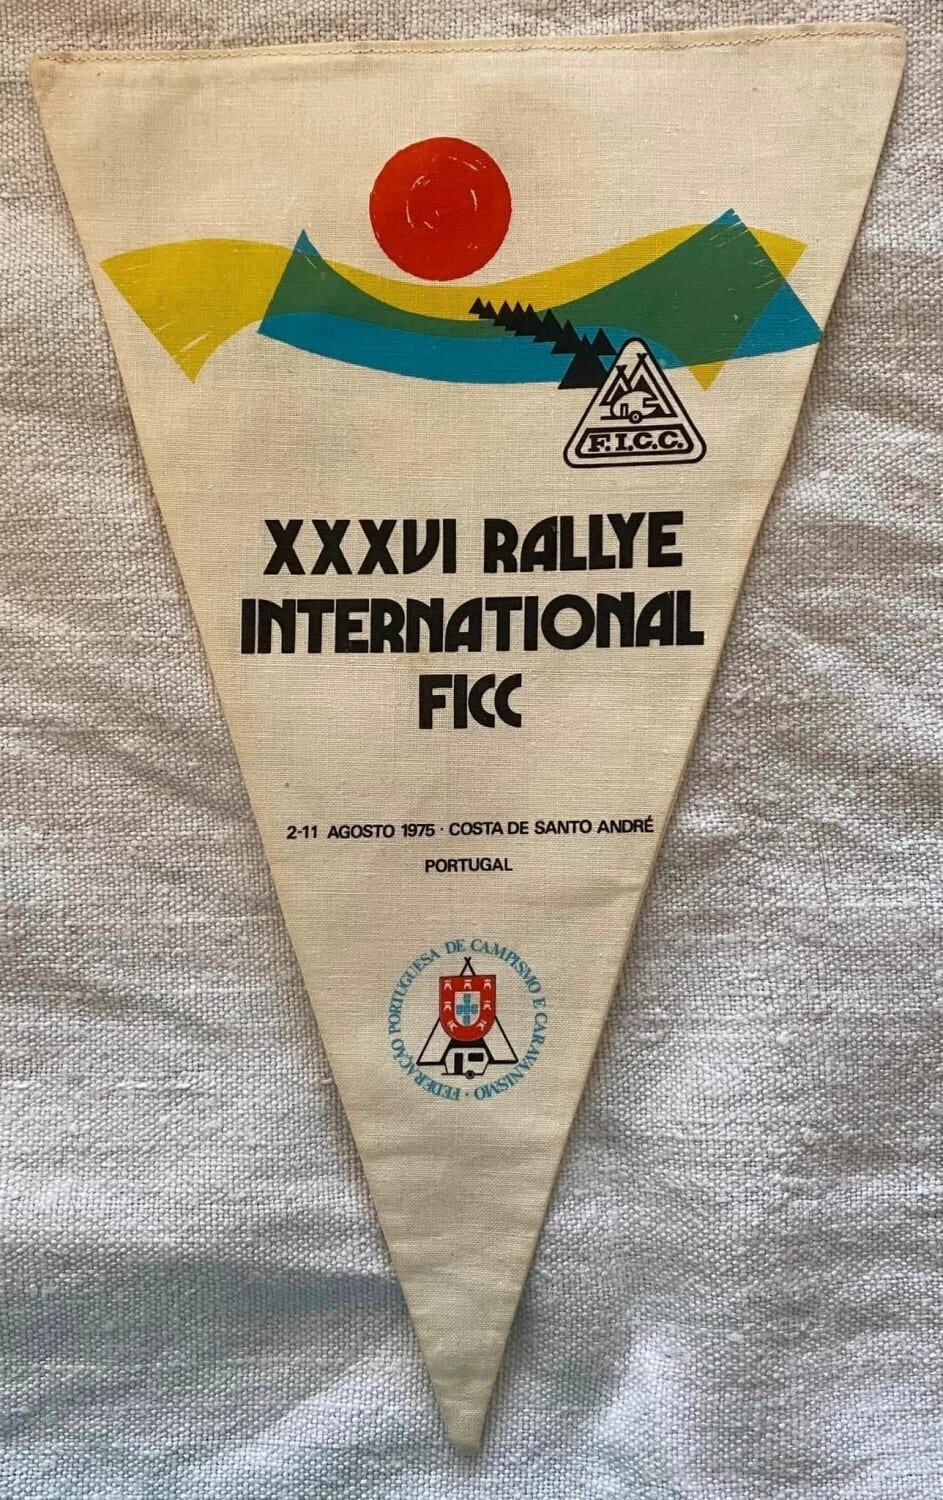 F.I.C.C.
XXXVI RALLYE
INTERNATIONAL
FICC
2-11 AGOSTO 1975 · COSTA DE SANTO ANDRÉ
PORTUGAL
FEDERAÇÃO PORTUGUESA DE CAMPISMO E CARAVANISMO ·